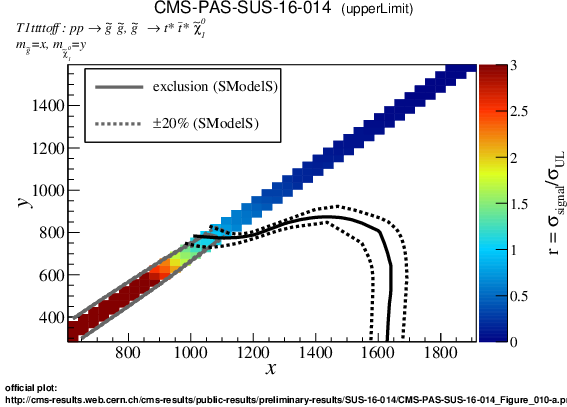 CMS-PAS-SUS-16-014 (upperLimit)
T1ttttoff : pp → g̃ g̃, g̃ → t* t̄* χ̃₁⁰
m_g̃=x, m_χ̃₁⁰=y
exclusion (SModelS)
±20% (SModelS)
1400
1200
1000
800
600
400
y
800 1000 1200 1400 1600 1800
x
3
2.5
2
1.5
1
0.5
0
r = σ_signal/σ_UL
official plot:
http://cms-results.web.cern.ch/cms-results/public-results/preliminary-results/SUS-16-014/CMS-PAS-SUS-16-014_Figure_010-a.pn